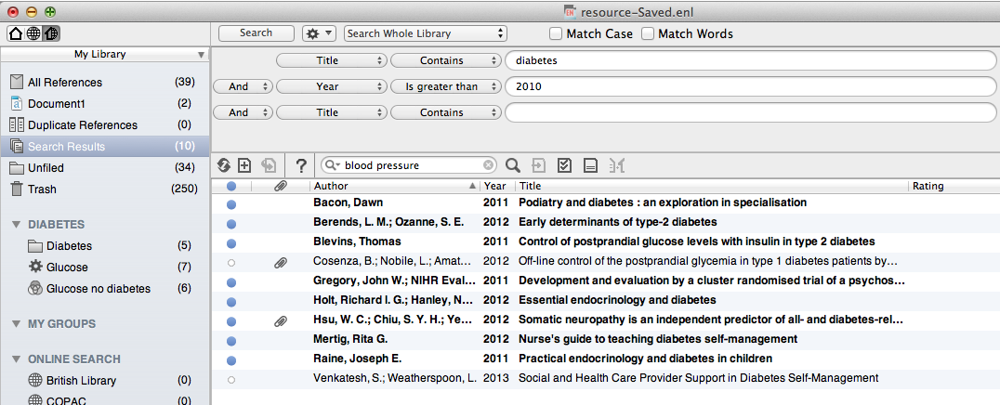 EN resource-Saved.enl
Search Search Whole Library Match Case Match Words
My Library
Title Contains diabetes
And Year Is greater than 2010
And Title Contains
All References (39)
a Document1 (2)
Duplicate References (0)
Search Results (10)
Unfiled (34)
Trash (250)
DIABETES
Diabetes (5)
Glucose (7)
Glucose no diabetes (6)
MY GROUPS
ONLINE SEARCH
British Library (0)
COPAC (0)
? blood pressure
Author Year Title Rating
Bacon, Dawn 2011 Podiatry and diabetes : an exploration in specialisation
Berends, L. M.; Ozanne, S. E. 2012 Early determinants of type-2 diabetes
Blevins, Thomas 2011 Control of postprandial glucose levels with insulin in type 2 diabetes
Cosenza, B.; Nobile, L.; Amat... 2012 Off-line control of the postprandial glycemia in type 1 diabetes patients by...
Gregory, John W.; NIHR Eval... 2011 Development and evaluation by a cluster randomised trial of a psychos...
Holt, Richard I. G.; Hanley, N... 2012 Essential endocrinology and diabetes
Hsu, W. C.; Chiu, S. Y. H.; Ye... 2012 Somatic neuropathy is an independent predictor of all- and diabetes-rel...
Mertig, Rita G. 2012 Nurse's guide to teaching diabetes self-management
Raine, Joseph E. 2011 Practical endocrinology and diabetes in children
Venkatesh, S.; Weatherspoon, L. 2013 Social and Health Care Provider Support in Diabetes Self-Management